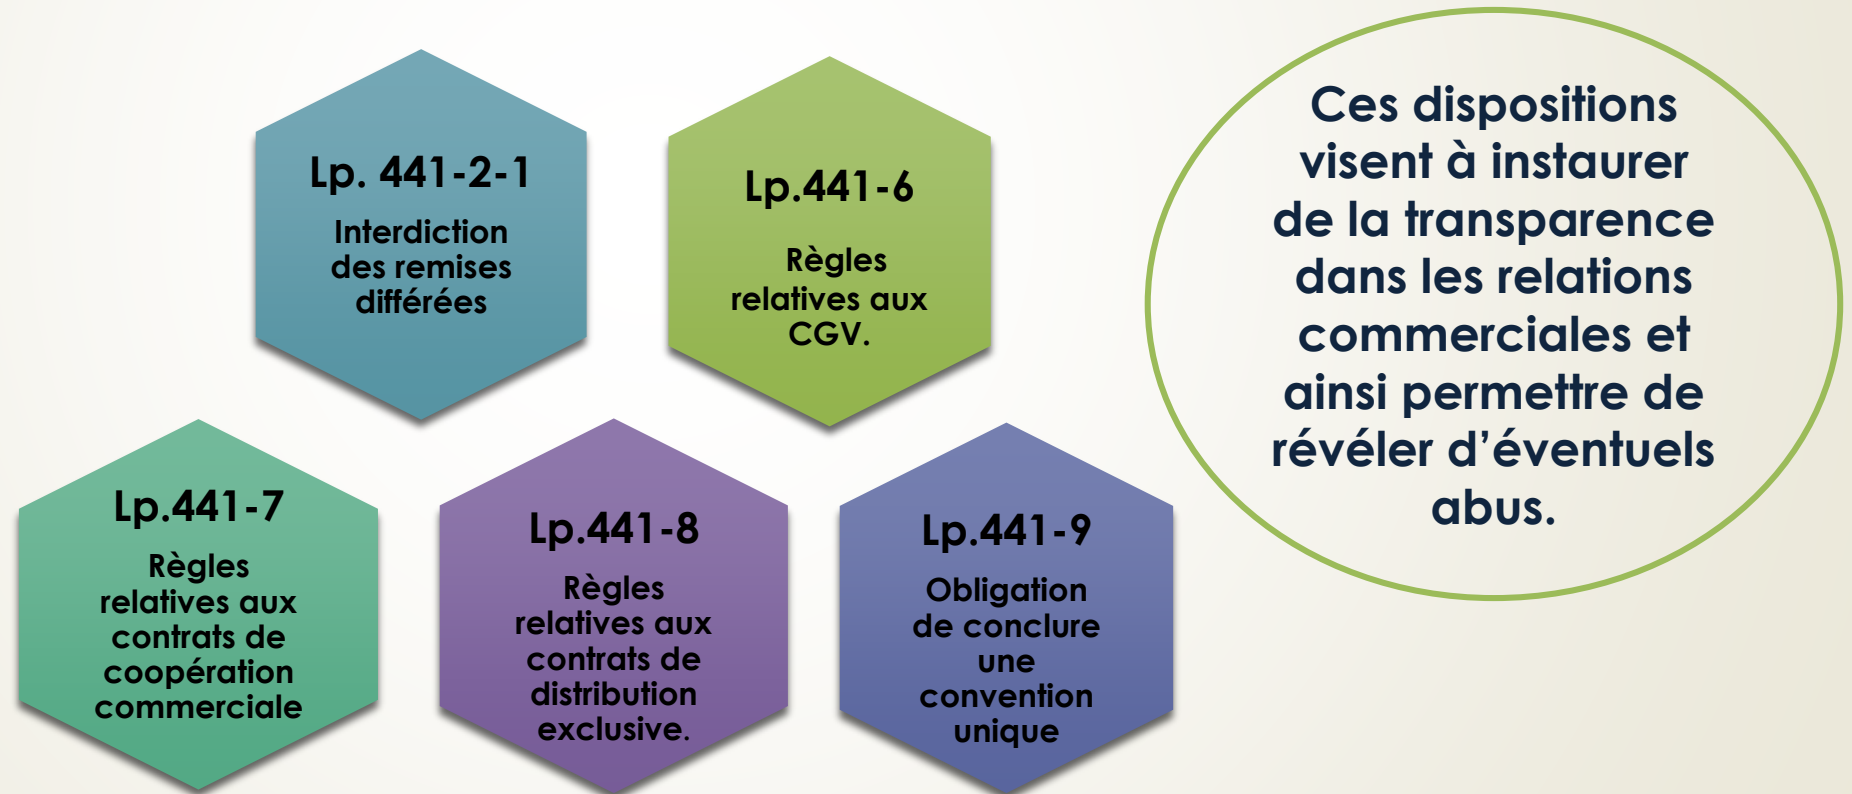 Lp. 441-2-1
Interdiction
des remises
différées
Lp.441-6
Règles
relatives aux
CGV.
Ces dispositions
visent à instaurer
de la transparence
dans les relations
commerciales et
ainsi permettre de
révéler d’éventuels
abus.
Lp.441-7
Règles
relatives aux
contrats de
coopération
commerciale
Lp.441-8
Règles
relatives aux
contrats de
distribution
exclusive.
Lp.441-9
Obligation
de conclure
une
convention
unique